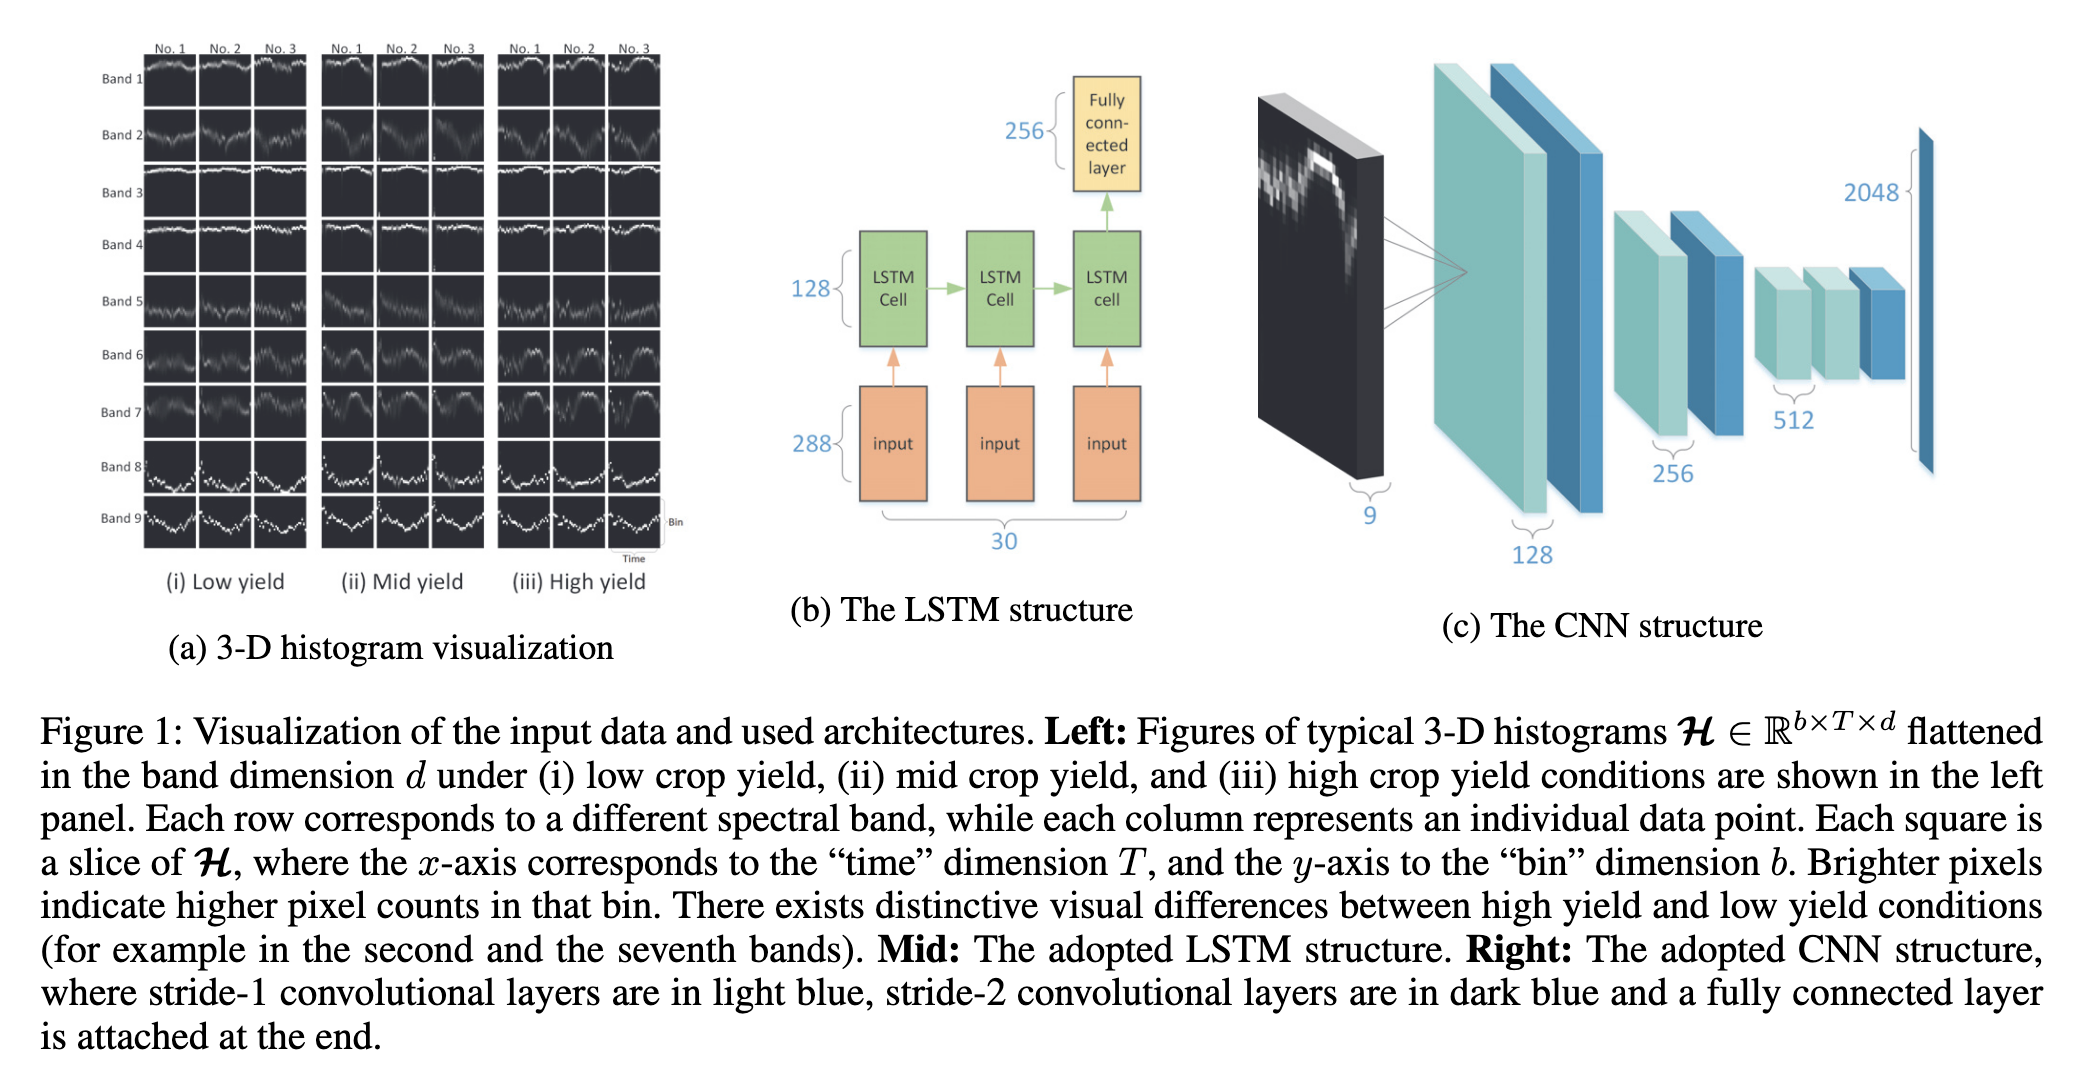 No. 1 No. 2 No. 3 No. 1 No. 2 No. 3 No. 1 No. 2 No. 3
Band 1
Band 2
Band 3
Band 4
Band 5
Band 6
Band 7
Band 8
Band 9
Bin
Time
(i) Low yield (ii) Mid yield (iii) High yield
(a) 3-D histogram visualization
256
Fully
conn-
ected
layer
128
LSTM
Cell
LSTM
Cell
LSTM
cell
288
input input input
30
(b) The LSTM structure
9
128
256
512
2048
(c) The CNN structure
Figure 1: Visualization of the input data and used architectures. Left: Figures of typical 3-D histograms 𝓗 ∈ ℝ^{b×T×d} flattened
in the band dimension d under (i) low crop yield, (ii) mid crop yield, and (iii) high crop yield conditions are shown in the left
panel. Each row corresponds to a different spectral band, while each column represents an individual data point. Each square is
a slice of 𝓗, where the x-axis corresponds to the “time” dimension T, and the y-axis to the “bin” dimension b. Brighter pixels
indicate higher pixel counts in that bin. There exists distinctive visual differences between high yield and low yield conditions
(for example in the second and the seventh bands). Mid: The adopted LSTM structure. Right: The adopted CNN structure,
where stride-1 convolutional layers are in light blue, stride-2 convolutional layers are in dark blue and a fully connected layer
is attached at the end.